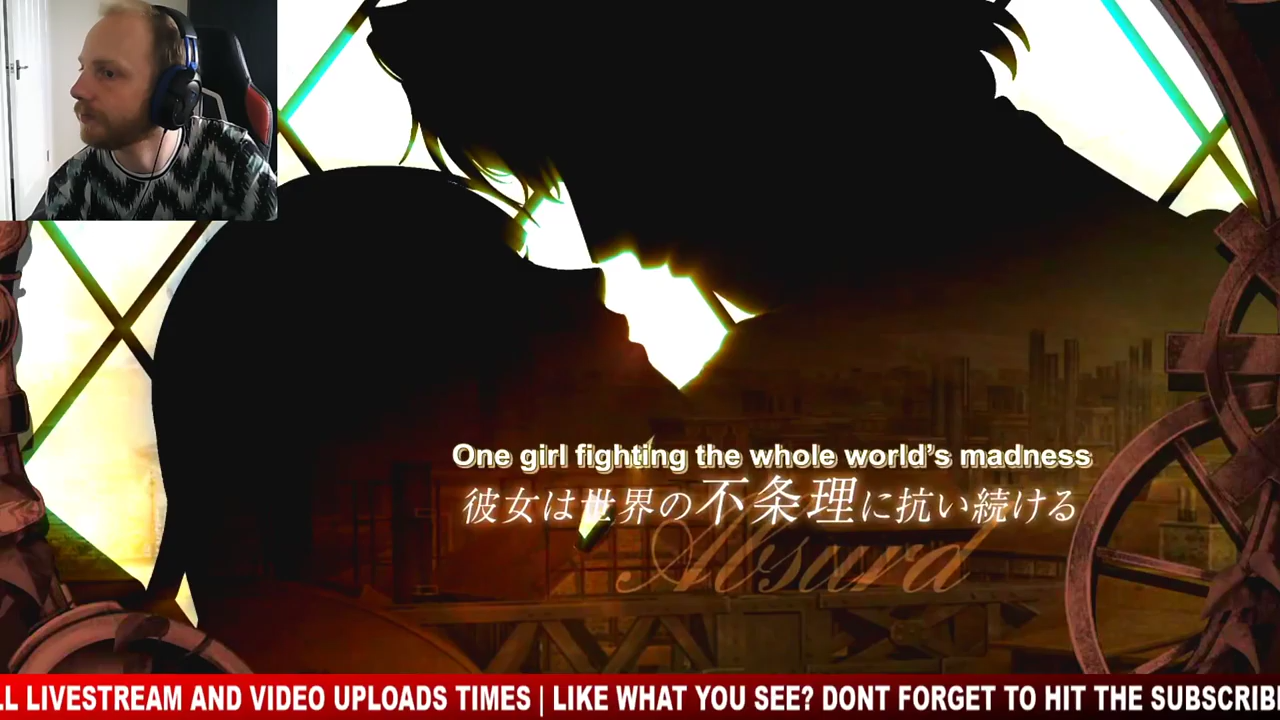 One girl fighting the whole world's madness
彼女は世界の不条理に抗い続ける
Absurd
LL LIVESTREAM AND VIDEO UPLOADS TIMES | LIKE WHAT YOU SEE? DONT FORGET TO HIT THE SUBSCRIBE